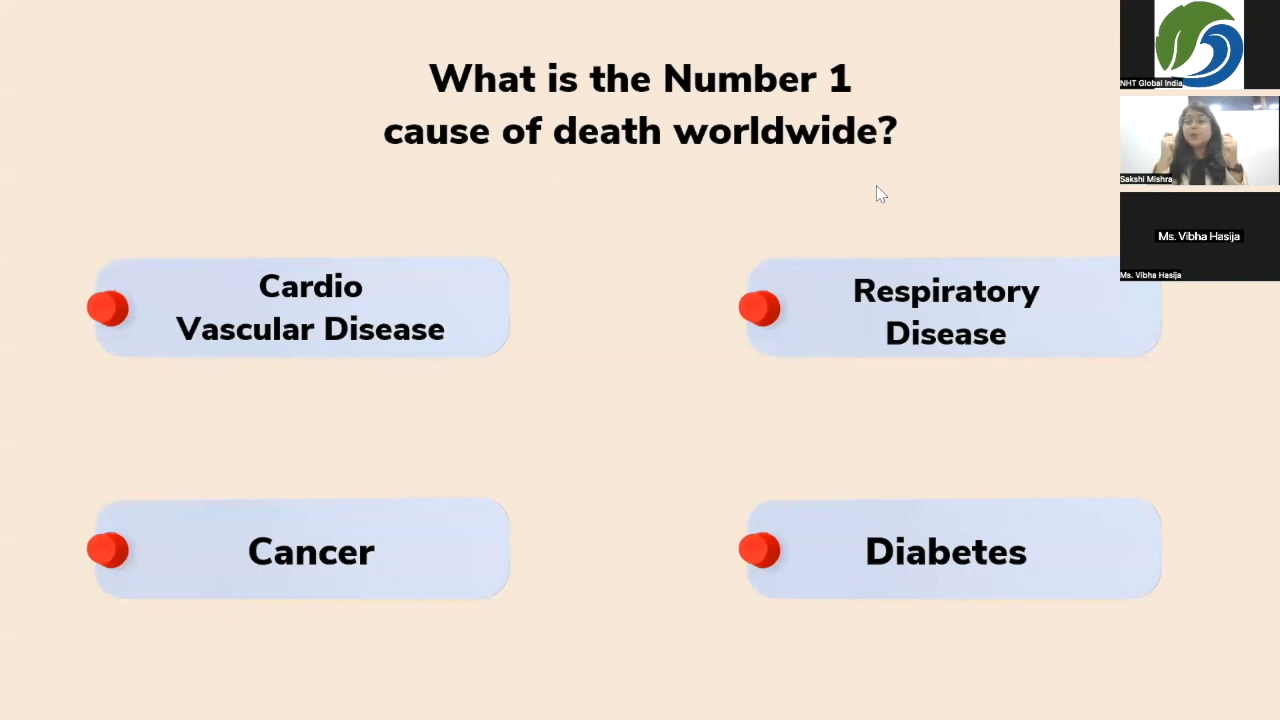 What is the Number 1
cause of death worldwide?
Cardio
Vascular Disease
Respiratory
Disease
Cancer
Diabetes
NHT Global India
Sakshi Mishra
Ms. Vibha Hasija
Ms. Vibha Hasija